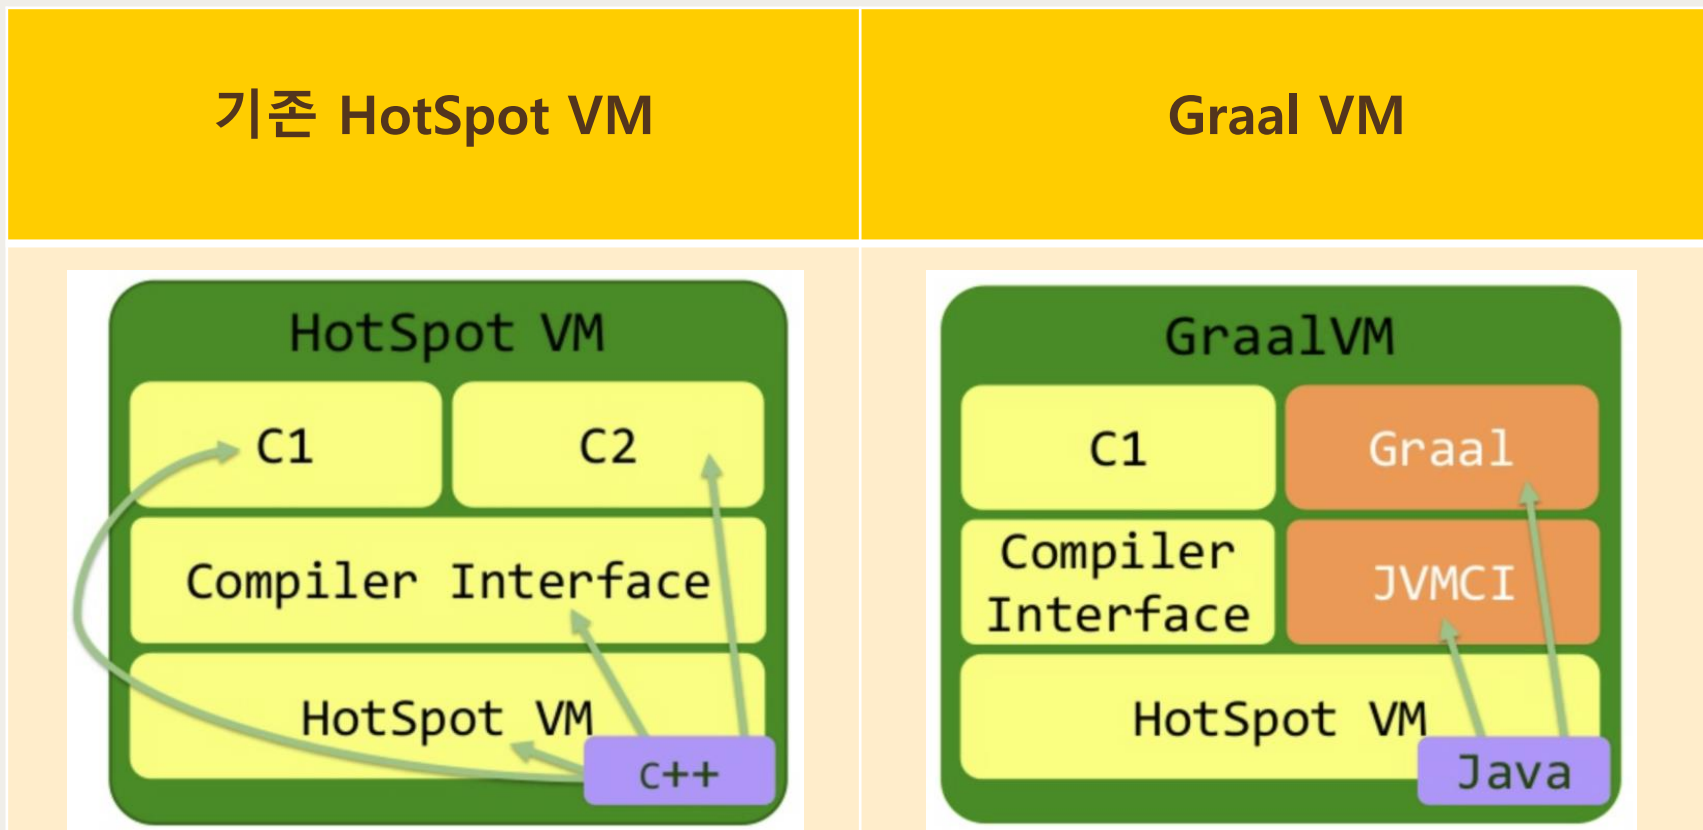 기존 HotSpot VM
Graal VM
HotSpot VM
C1
C2
Compiler Interface
HotSpot VM
C++
GraalVM
C1
Graal
Compiler
Interface
JVMCI
HotSpot VM
Java